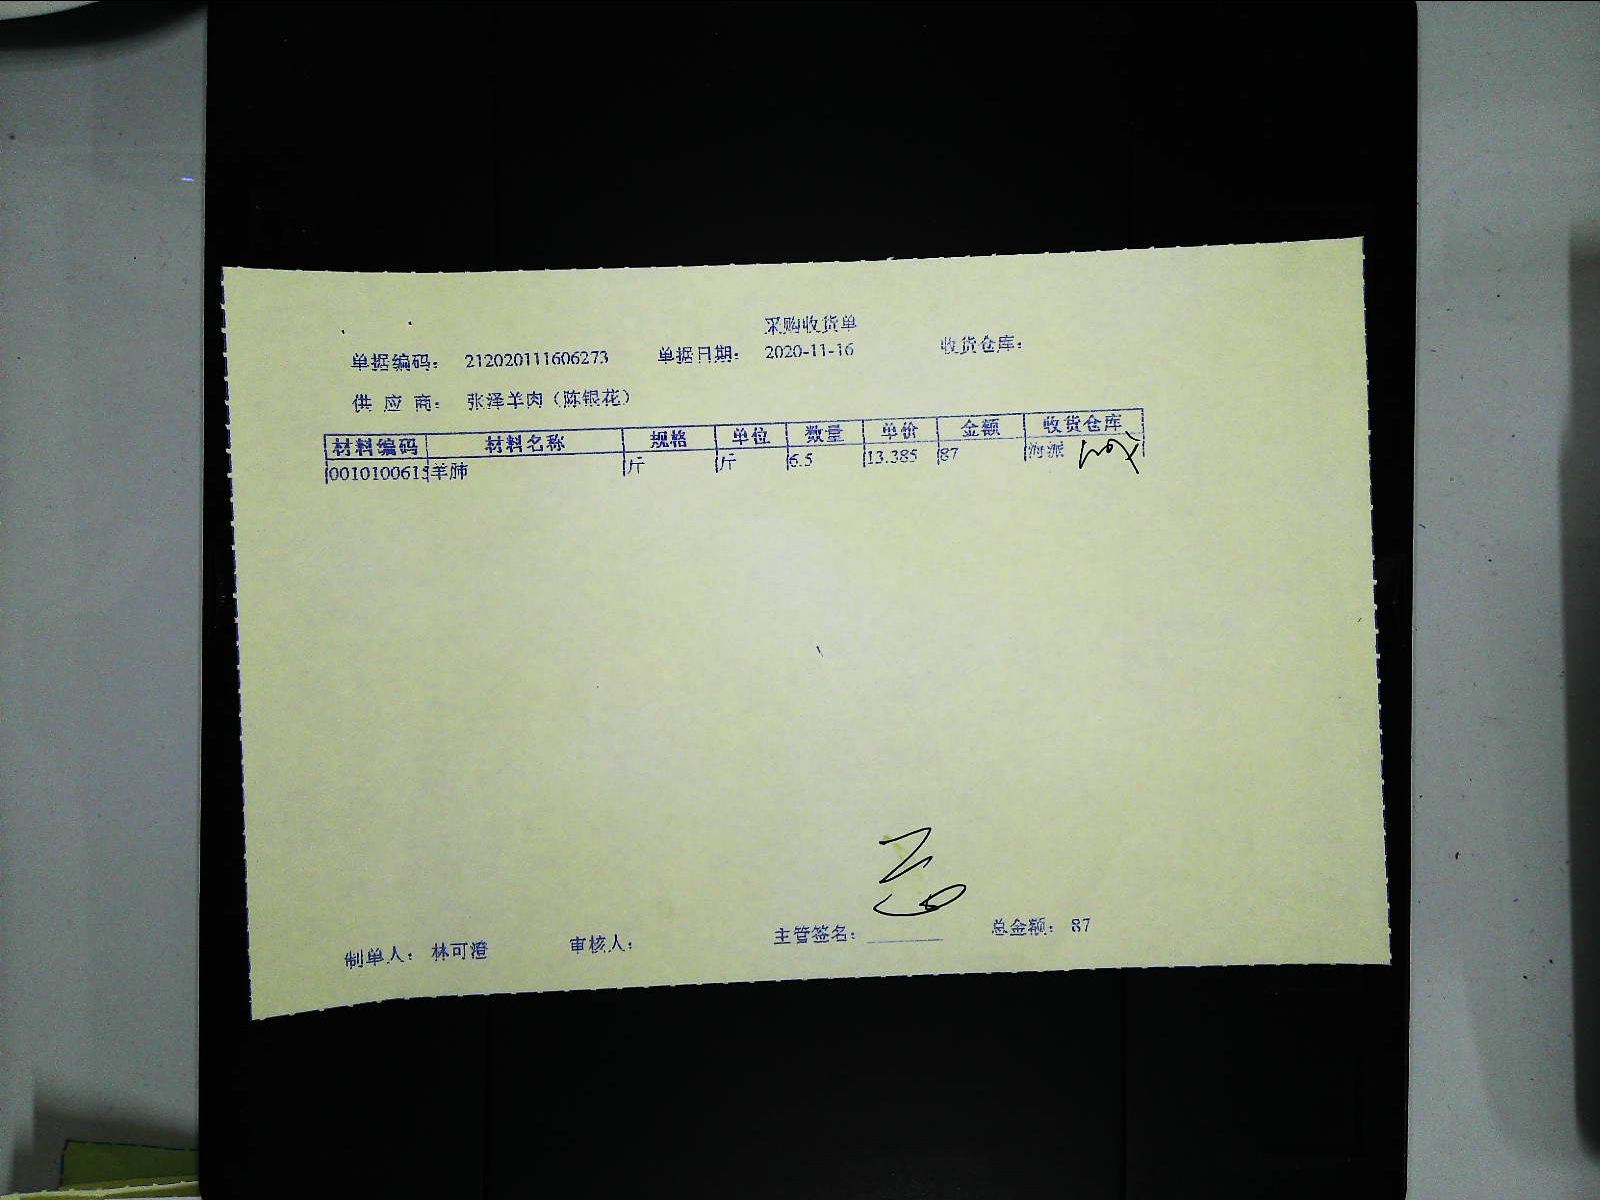 采购收货单
单据编码： 212020111606273 单据日期： 2020-11-16 收货仓库：
供 应 商： 张泽羊肉（陈银花）
材料编码 材料名称 规格 单位 数量 单价 金额 收货仓库
0010100615 羊肺 斤 斤 6.5 13.385 87 海派
制单人： 林可澄 审核人： 主管签名： 总金额： 87